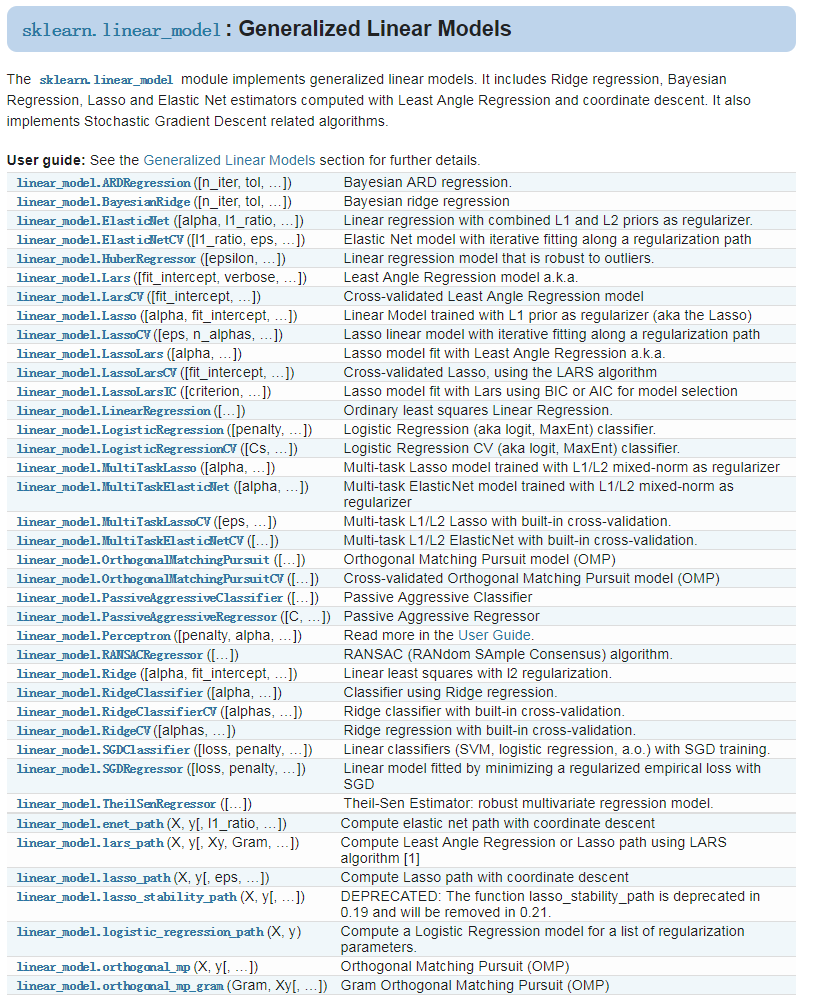 sklearn.linear_model: Generalized Linear Models
The sklearn.linear_model module implements generalized linear models. It includes Ridge regression, Bayesian
Regression, Lasso and Elastic Net estimators computed with Least Angle Regression and coordinate descent. It also
implements Stochastic Gradient Descent related algorithms.
User guide: See the Generalized Linear Models section for further details.
linear_model.ARDRegression ([n_iter, tol, …]) Bayesian ARD regression.
linear_model.BayesianRidge ([n_iter, tol, …]) Bayesian ridge regression
linear_model.ElasticNet ([alpha, l1_ratio, …]) Linear regression with combined L1 and L2 priors as regularizer.
linear_model.ElasticNetCV ([l1_ratio, eps, …]) Elastic Net model with iterative fitting along a regularization path
linear_model.HuberRegressor ([epsilon, …]) Linear regression model that is robust to outliers.
linear_model.Lars ([fit_intercept, verbose, …]) Least Angle Regression model a.k.a.
linear_model.LarsCV ([fit_intercept, …]) Cross-validated Least Angle Regression model
linear_model.Lasso ([alpha, fit_intercept, …]) Linear Model trained with L1 prior as regularizer (aka the Lasso)
linear_model.LassoCV ([eps, n_alphas, …]) Lasso linear model with iterative fitting along a regularization path
linear_model.LassoLars ([alpha, …]) Lasso model fit with Least Angle Regression a.k.a.
linear_model.LassoLarsCV ([fit_intercept, …]) Cross-validated Lasso, using the LARS algorithm
linear_model.LassoLarsIC ([criterion, …]) Lasso model fit with Lars using BIC or AIC for model selection
linear_model.LinearRegression ([…]) Ordinary least squares Linear Regression.
linear_model.LogisticRegression ([penalty, …]) Logistic Regression (aka logit, MaxEnt) classifier.
linear_model.LogisticRegressionCV ([Cs, …]) Logistic Regression CV (aka logit, MaxEnt) classifier.
linear_model.MultiTaskLasso ([alpha, …]) Multi-task Lasso model trained with L1/L2 mixed-norm as regularizer
linear_model.MultiTaskElasticNet ([alpha, …]) Multi-task ElasticNet model trained with L1/L2 mixed-norm as
regularizer
linear_model.MultiTaskLassoCV ([eps, …]) Multi-task L1/L2 Lasso with built-in cross-validation.
linear_model.MultiTaskElasticNetCV ([…]) Multi-task L1/L2 ElasticNet with built-in cross-validation.
linear_model.OrthogonalMatchingPursuit ([…]) Orthogonal Matching Pursuit model (OMP)
linear_model.OrthogonalMatchingPursuitCV ([…]) Cross-validated Orthogonal Matching Pursuit model (OMP)
linear_model.PassiveAggressiveClassifier ([…]) Passive Aggressive Classifier
linear_model.PassiveAggressiveRegressor ([C, …]) Passive Aggressive Regressor
linear_model.Perceptron ([penalty, alpha, …]) Read more in the User Guide.
linear_model.RANSACRegressor ([…]) RANSAC (RANdom SAmple Consensus) algorithm.
linear_model.Ridge ([alpha, fit_intercept, …]) Linear least squares with l2 regularization.
linear_model.RidgeClassifier ([alpha, …]) Classifier using Ridge regression.
linear_model.RidgeClassifierCV ([alphas, …]) Ridge classifier with built-in cross-validation.
linear_model.RidgeCV ([alphas, …]) Ridge regression with built-in cross-validation.
linear_model.SGDClassifier ([loss, penalty, …]) Linear classifiers (SVM, logistic regression, a.o.) with SGD training.
linear_model.SGDRegressor ([loss, penalty, …]) Linear model fitted by minimizing a regularized empirical loss with
SGD
linear_model.TheilSenRegressor ([…]) Theil-Sen Estimator: robust multivariate regression model.
linear_model.enet_path (X, y[, l1_ratio, …]) Compute elastic net path with coordinate descent
linear_model.lars_path (X, y[, Xy, Gram, …]) Compute Least Angle Regression or Lasso path using LARS
algorithm [1]
linear_model.lasso_path (X, y[, eps, …]) Compute Lasso path with coordinate descent
linear_model.lasso_stability_path (X, y[, …]) DEPRECATED: The function lasso_stability_path is deprecated in
0.19 and will be removed in 0.21.
linear_model.logistic_regression_path (X, y) Compute a Logistic Regression model for a list of regularization
parameters.
linear_model.orthogonal_mp (X, y[, …]) Orthogonal Matching Pursuit (OMP)
linear_model.orthogonal_mp_gram (Gram, Xy[, …]) Gram Orthogonal Matching Pursuit (OMP)